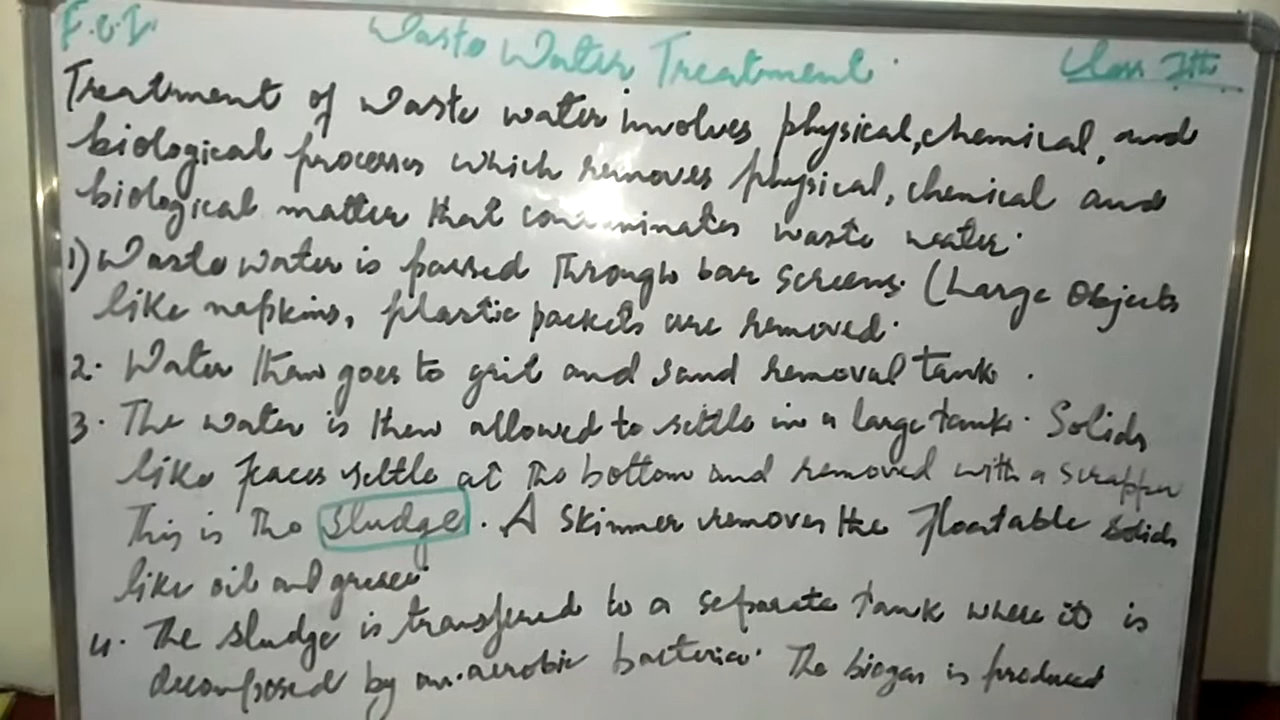 F.C.I. Waste Water Treatment. Class 7th
Treatment of waste water involves physical, chemical, and
biological processes which removes physical, chemical and
biological matter that contaminates waste water.
1) Waste water is passed through bar screens. (Large Objects
like napkins, plastic packets are removed.
2. Water then goes to grit and sand removal tank.
3. The water is then allowed to settle in a large tank. Solids
like faces settle at the bottom and removed with a scrapper
This is the sludge. A skimmer removes the floatable solids
like oil and grease
4. The sludge is transferred to a separate tank where it is
decomposed by an.aerobic bacteria. The biogas is produced